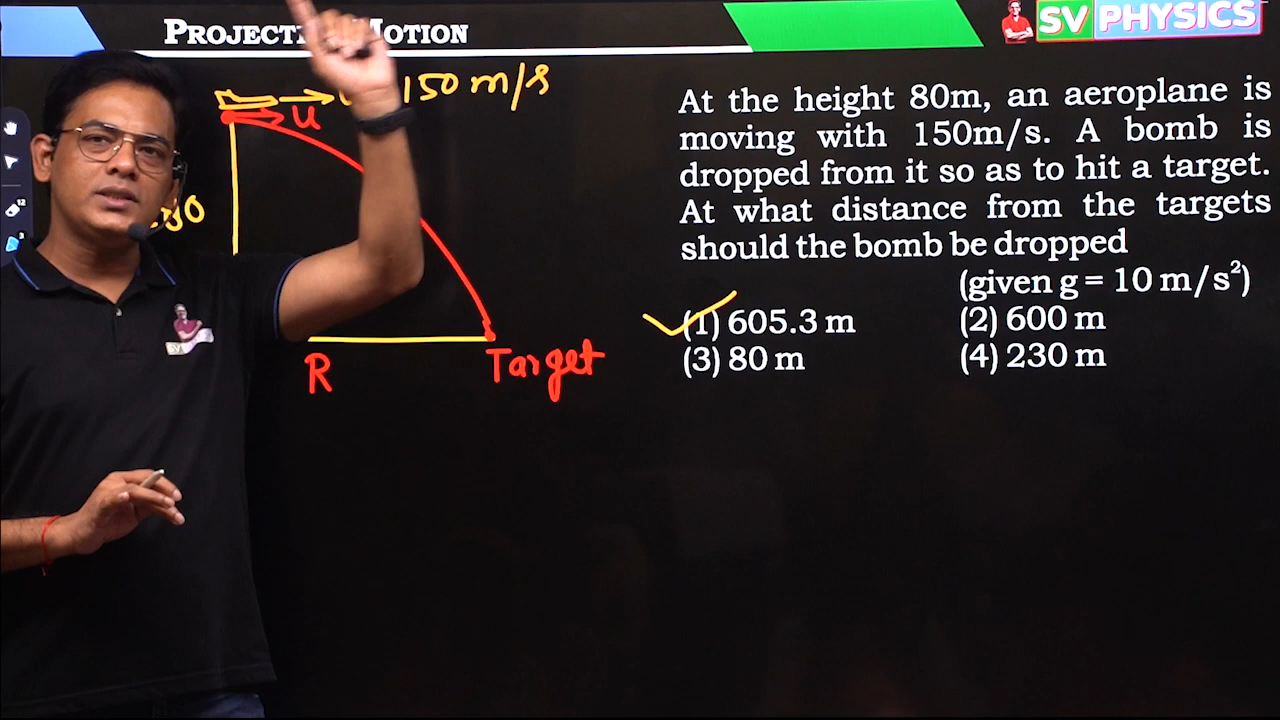 PROJECT MOTION
SV PHYSICS
150 m/s
u
80
R
Target
At the height 80m, an aeroplane is
moving with 150m/s. A bomb is
dropped from it so as to hit a target.
At what distance from the targets
should the bomb be dropped
(given g = 10 m/s²)
(1) 605.3 m
(2) 600 m
(3) 80 m
(4) 230 m